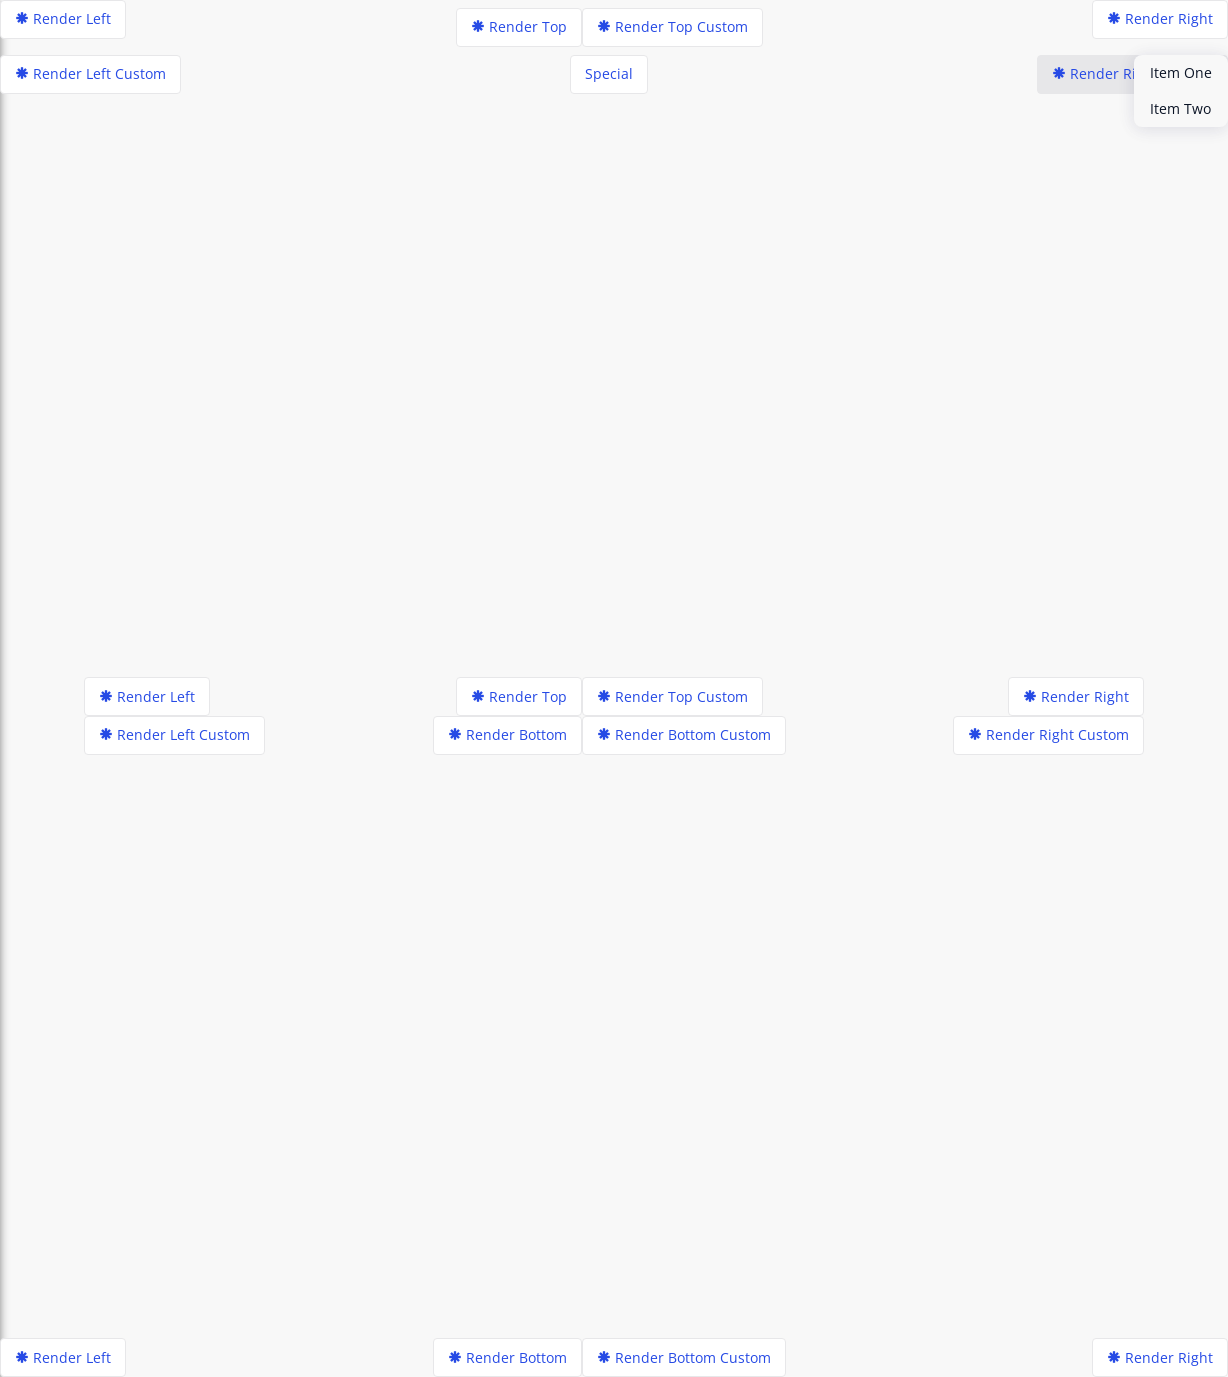 Render Left
Render Top
Render Top Custom
Render Right
Render Left Custom
Special
Render Ri
Item One
Item Two
Render Left
Render Top
Render Top Custom
Render Right
Render Left Custom
Render Bottom
Render Bottom Custom
Render Right Custom
Render Left
Render Bottom
Render Bottom Custom
Render Right